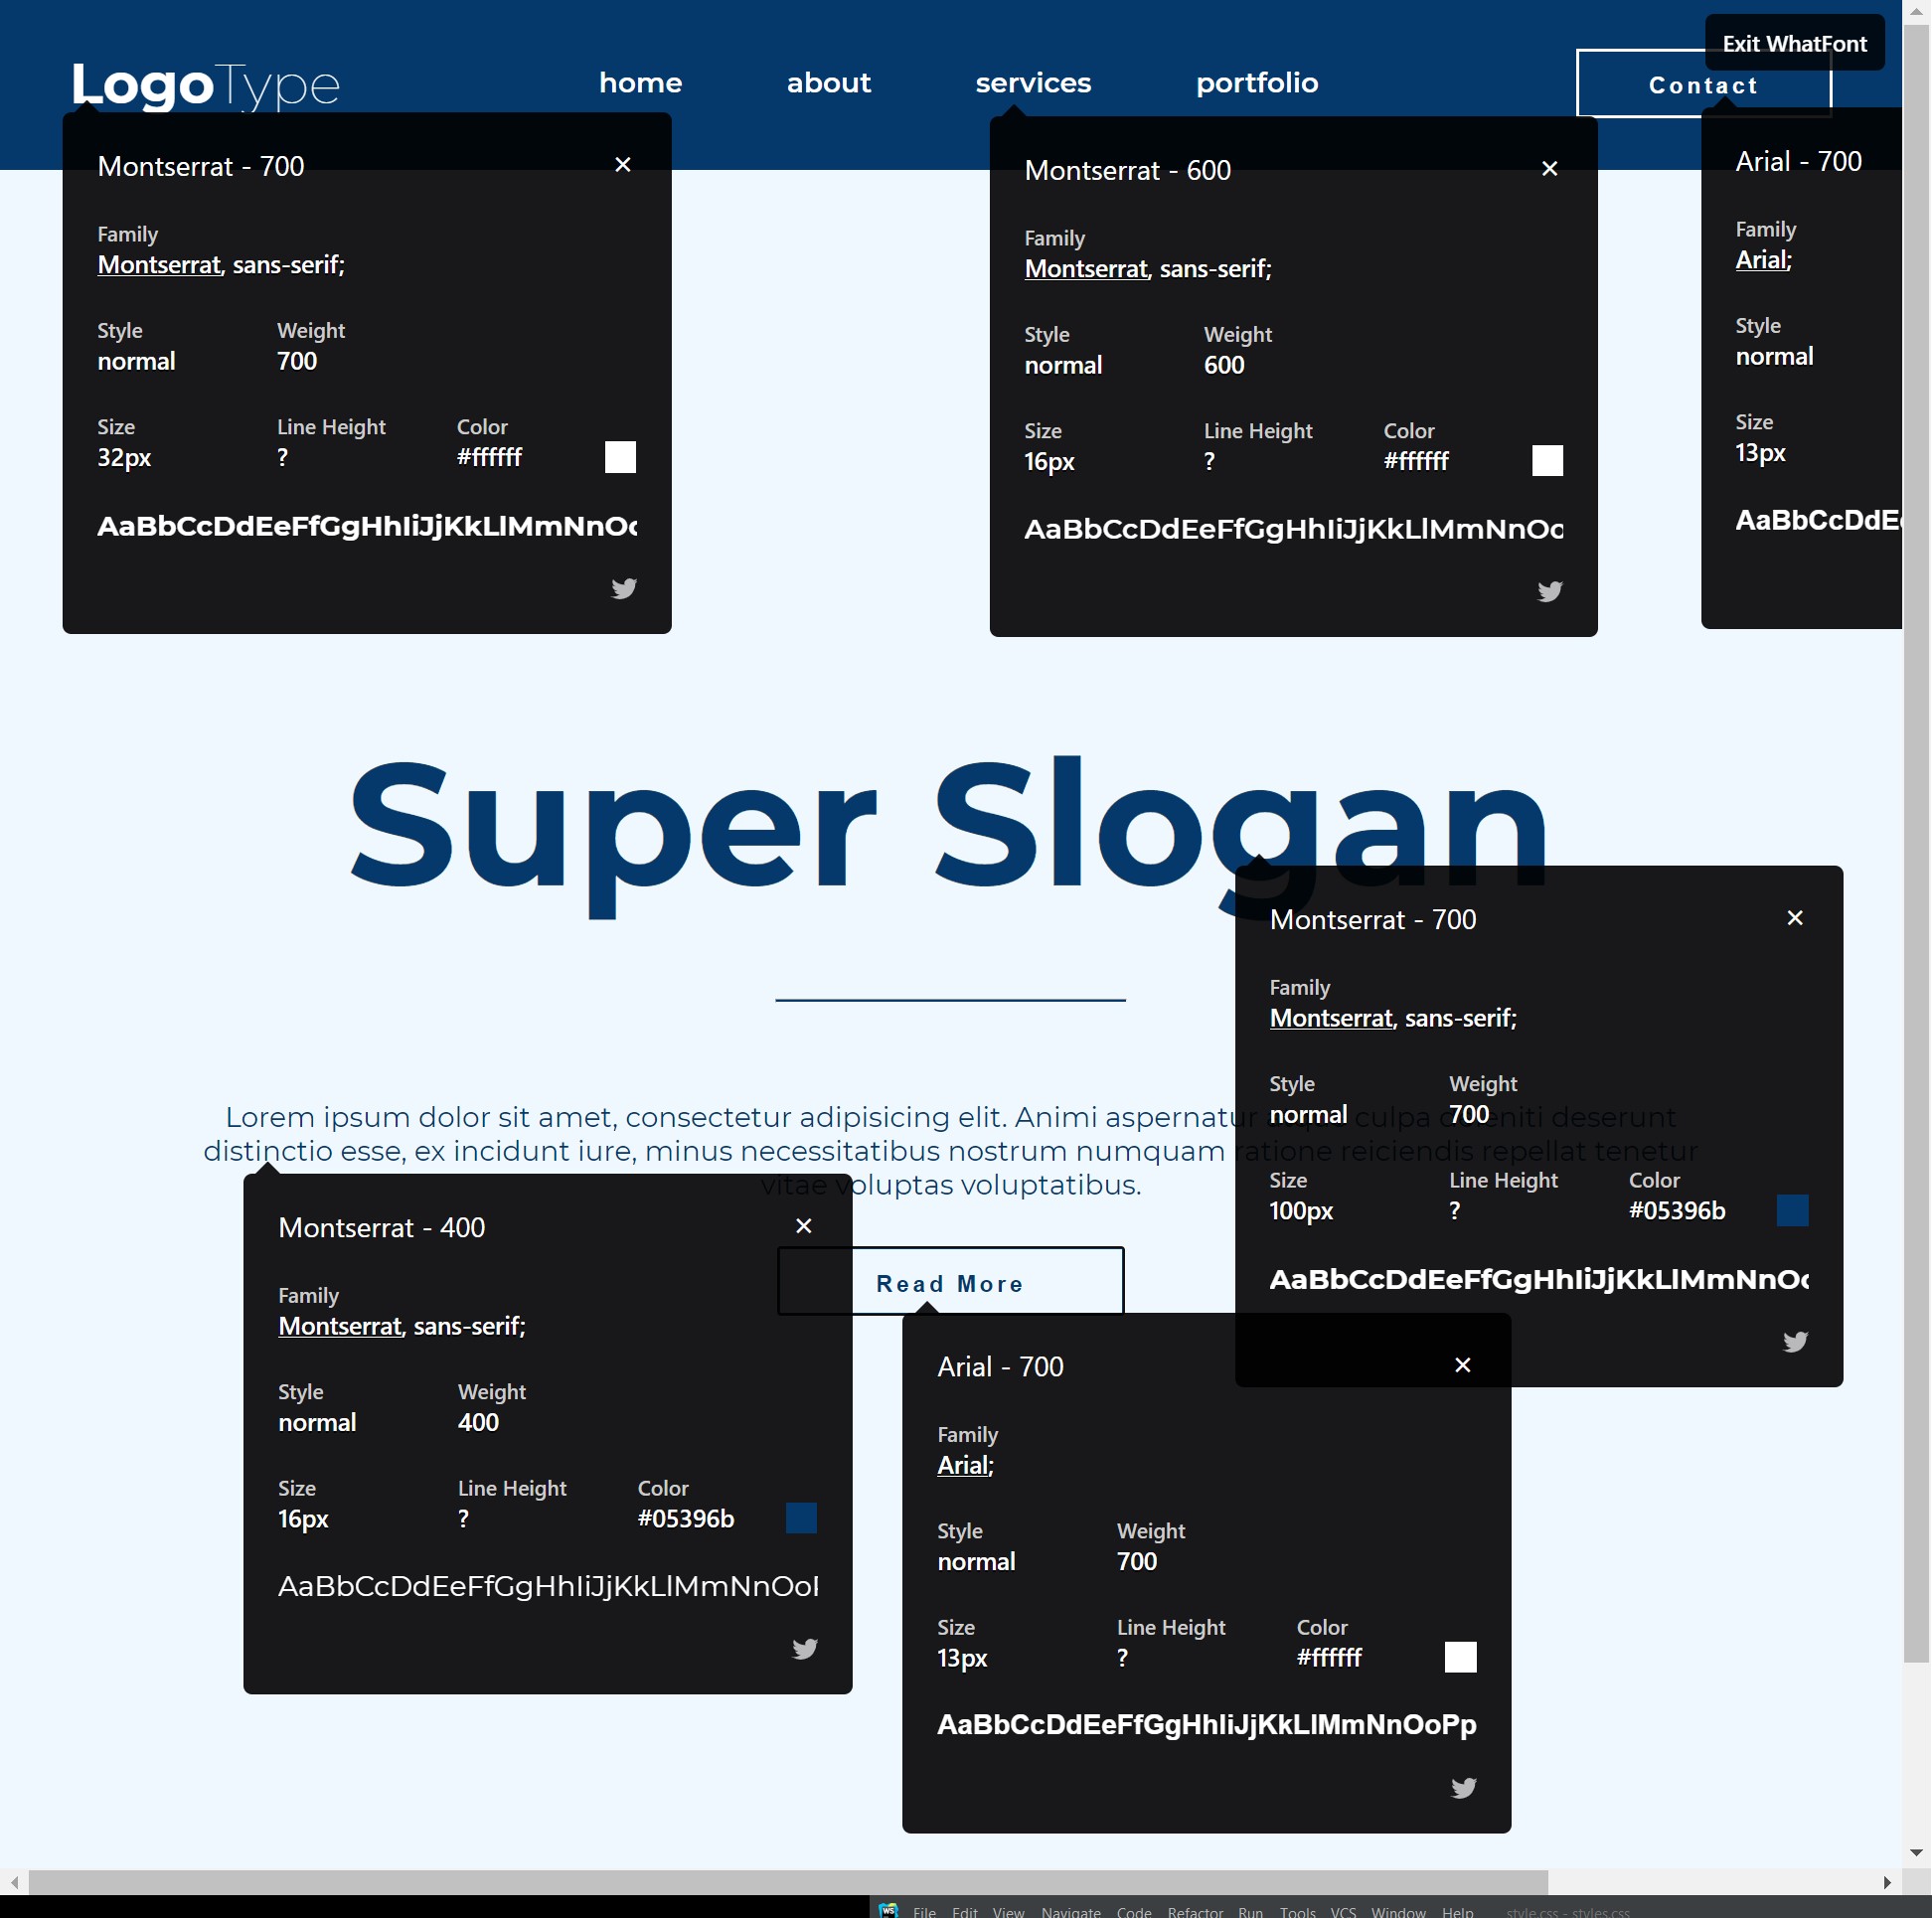 Exit WhatFont
LogoType
home about services portfolio
Contact
Montserrat - 700
Family
Montserrat, sans-serif;
Style Weight
normal 700
Size Line Height Color
32px ? #ffffff
AaBbCcDdEeFfGgHhIiJjKkLlMmNnOo
Montserrat - 600
Family
Montserrat, sans-serif;
Style Weight
normal 600
Size Line Height Color
16px ? #ffffff
AaBbCcDdEeFfGgHhIiJjKkLlMmNnOo
Arial - 700
Family
Arial;
Style
normal
Size
13px
AaBbCcDdEe
Super Slogan
Montserrat - 700
Family
Montserrat, sans-serif;
Style Weight
normal 700
Size Line Height Color
100px ? #05396b
AaBbCcDdEeFfGgHhIiJjKkLlMmNnOo
Lorem ipsum dolor sit amet, consectetur adipisicing elit. Animi aspernatur culpa deserunt
distinctio esse, ex incidunt iure, minus necessitatibus nostrum numquam ratione reiciendis repellat tenetur
vitae voluptas voluptatibus.
Read More
Montserrat - 400
Family
Montserrat, sans-serif;
Style Weight
normal 400
Size Line Height Color
16px ? #05396b
AaBbCcDdEeFfGgHhIiJjKkLlMmNnOoP
Arial - 700
Family
Arial;
Style Weight
normal 700
Size Line Height Color
13px ? #ffffff
AaBbCcDdEeFfGgHhIiJjKkLlMmNnOoPp
WS File Edit View Navigate Code Refactor Run Tools VCS Window Help style.css - styles.css